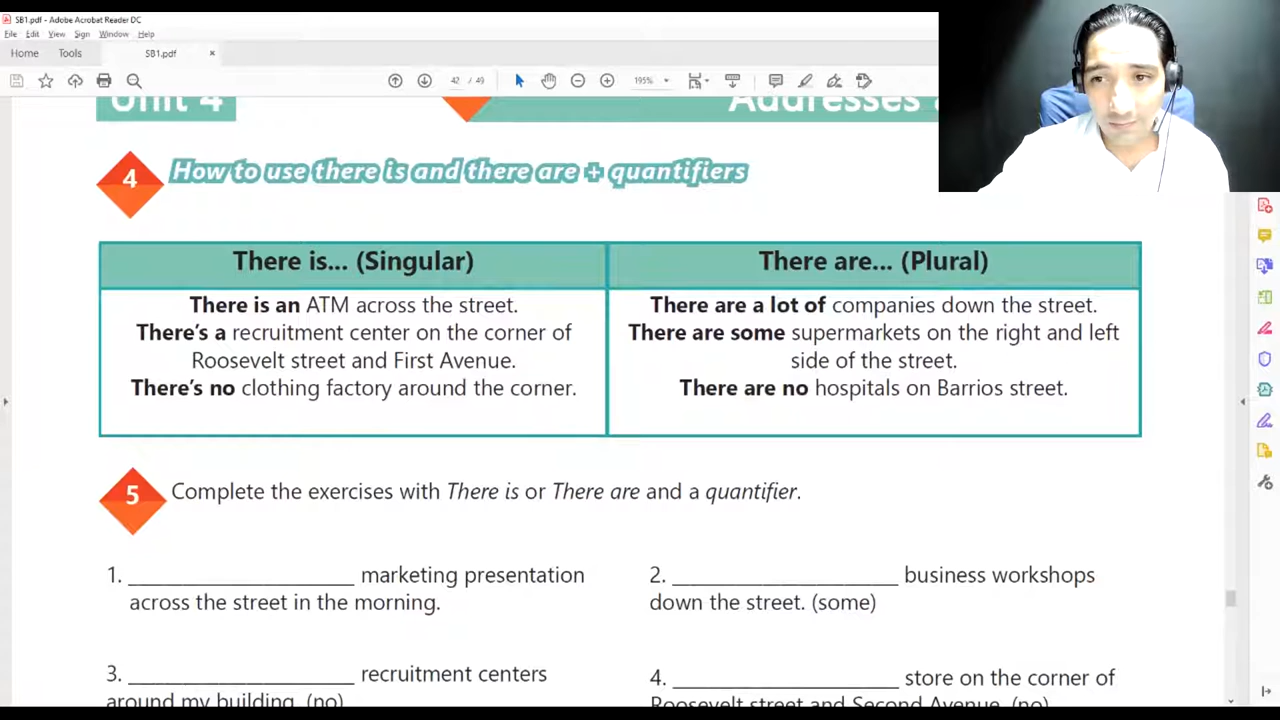 SB1.pdf - Adobe Acrobat Reader DC
File Edit View Sign Window Help
Home Tools SB1.pdf ×
42 / 49 195%
Unit 4 Addresses
4 How to use there is and there are + quantifiers
There is... (Singular)
There is an ATM across the street.
There's a recruitment center on the corner of
Roosevelt street and First Avenue.
There's no clothing factory around the corner.
There are... (Plural)
There are a lot of companies down the street.
There are some supermarkets on the right and left
side of the street.
There are no hospitals on Barrios street.
5 Complete the exercises with There is or There are and a quantifier.
1. ____________________ marketing presentation
across the street in the morning.
2. ____________________ business workshops
down the street. (some)
3. ____________________ recruitment centers
around my building. (no)
4. ____________________ store on the corner of
Roosevelt street and Second Avenue. (no)